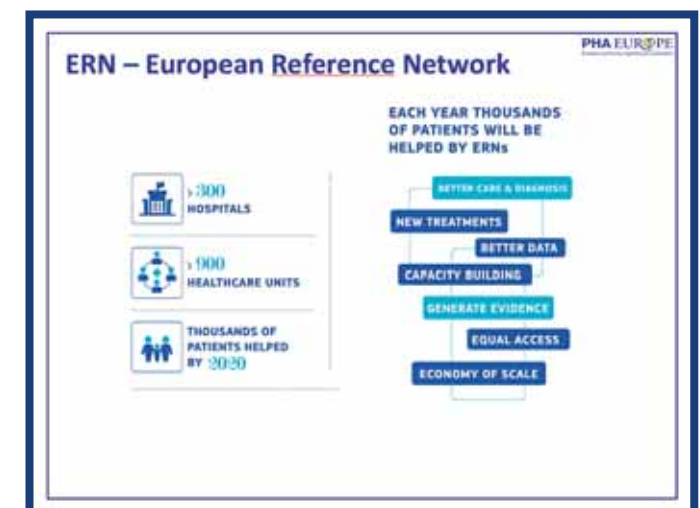 PHA EUROPE
ERN – European Reference Network
> 300
HOSPITALS
> 900
HEALTHCARE UNITS
THOUSANDS OF
PATIENTS HELPED
BY 2020
EACH YEAR THOUSANDS
OF PATIENTS WILL BE
HELPED BY ERNs
BETTER CARE & DIAGNOSIS
NEW TREATMENTS
BETTER DATA
CAPACITY BUILDING
GENERATE EVIDENCE
EQUAL ACCESS
ECONOMY OF SCALE